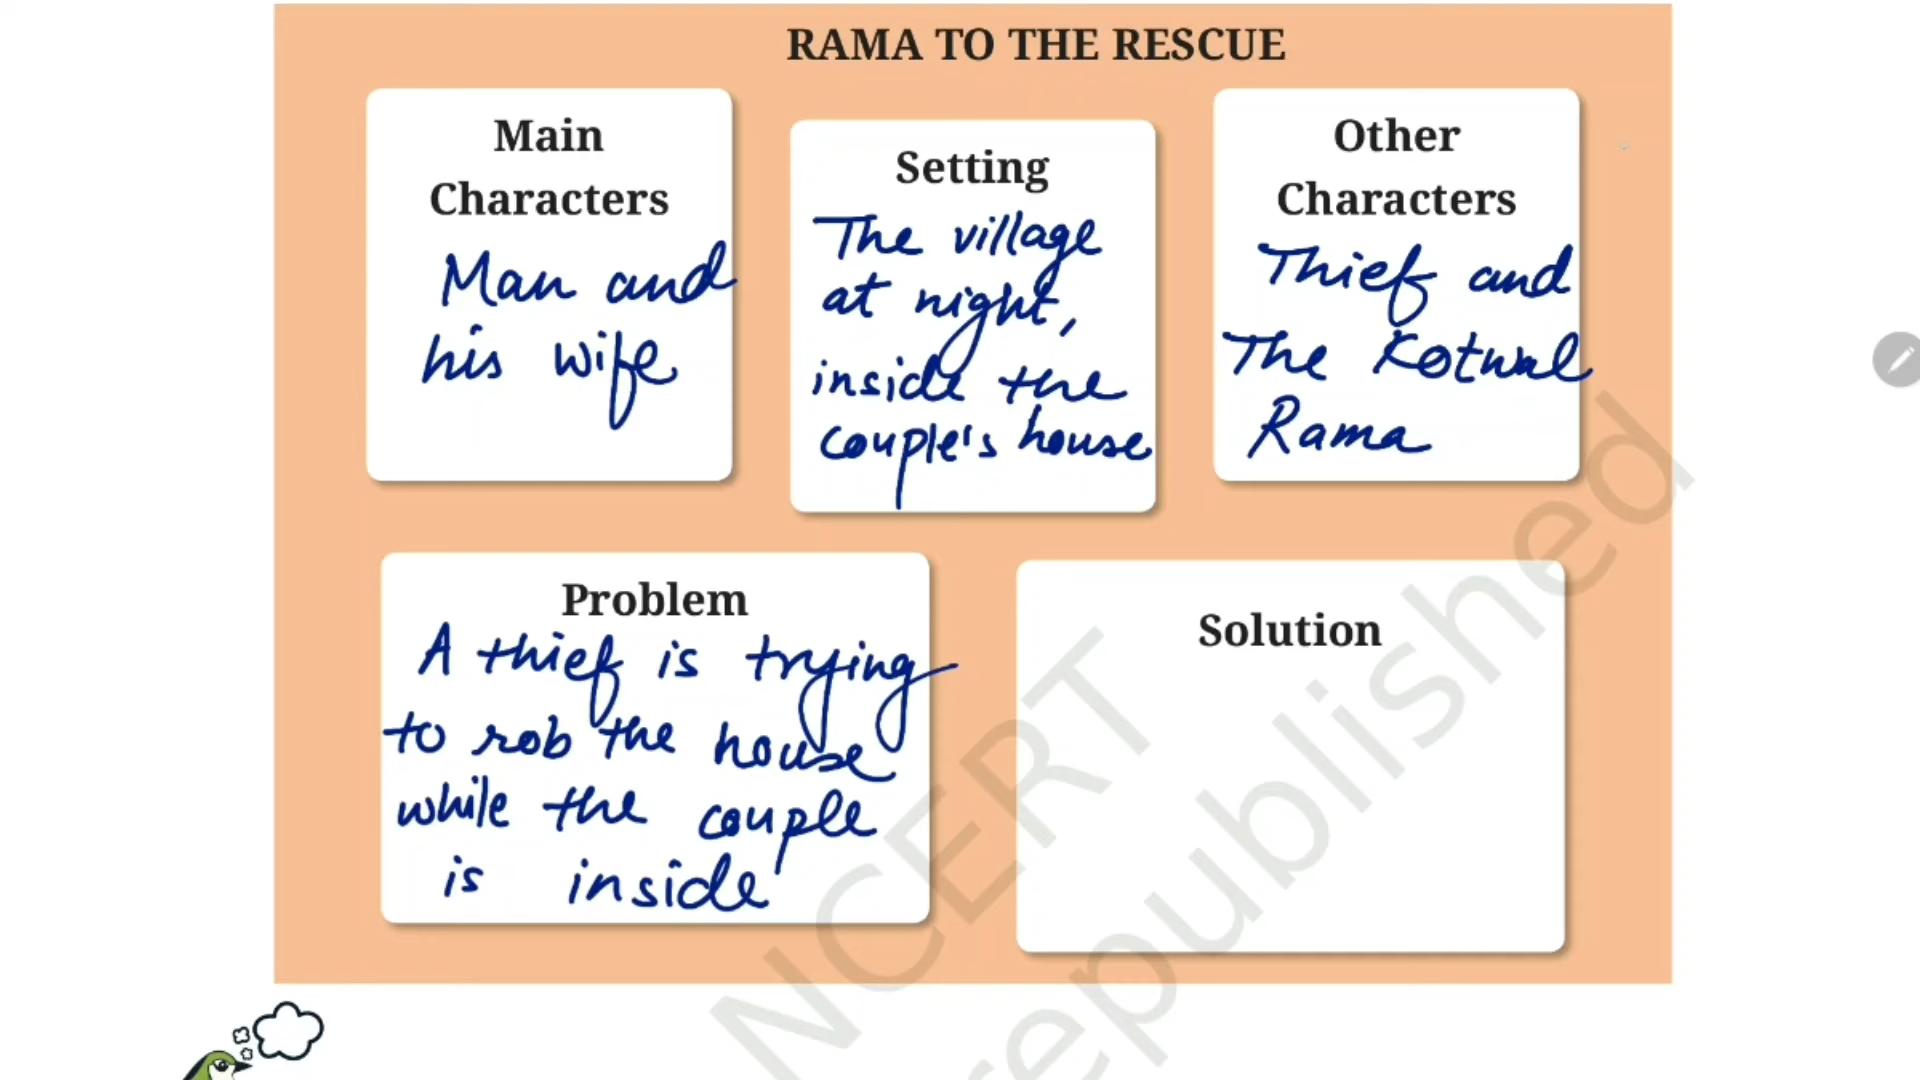 RAMA TO THE RESCUE
Main
Characters
Man and
his wife
Setting
The village
at night,
inside the
couple's house
Other
Characters
Thief and
The Kotwal
Rama
Problem
A thief is trying
to rob the house
while the couple
is inside
Solution
NCERT
republished